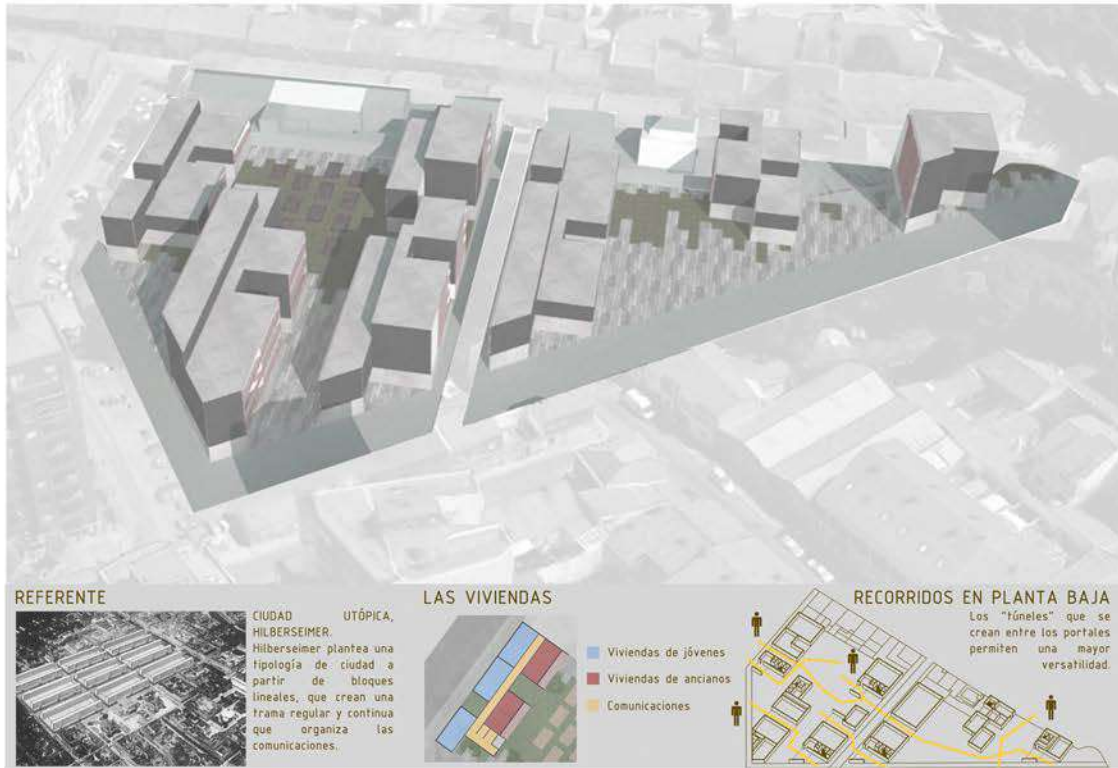 REFERENTE
CIUDAD UTÓPICA,
HILBERSEIMER.
Hilberseimer plantea una
tipología de ciudad a
partir de bloques
lineales, que crean una
trama regular y continua
que organiza las
comunicaciones.
LAS VIVIENDAS
Viviendas de jóvenes
Viviendas de ancianos
Comunicaciones
RECORRIDOS EN PLANTA BAJA
Los "túneles" que se
crean entre los portales
permiten una mayor
versatilidad.